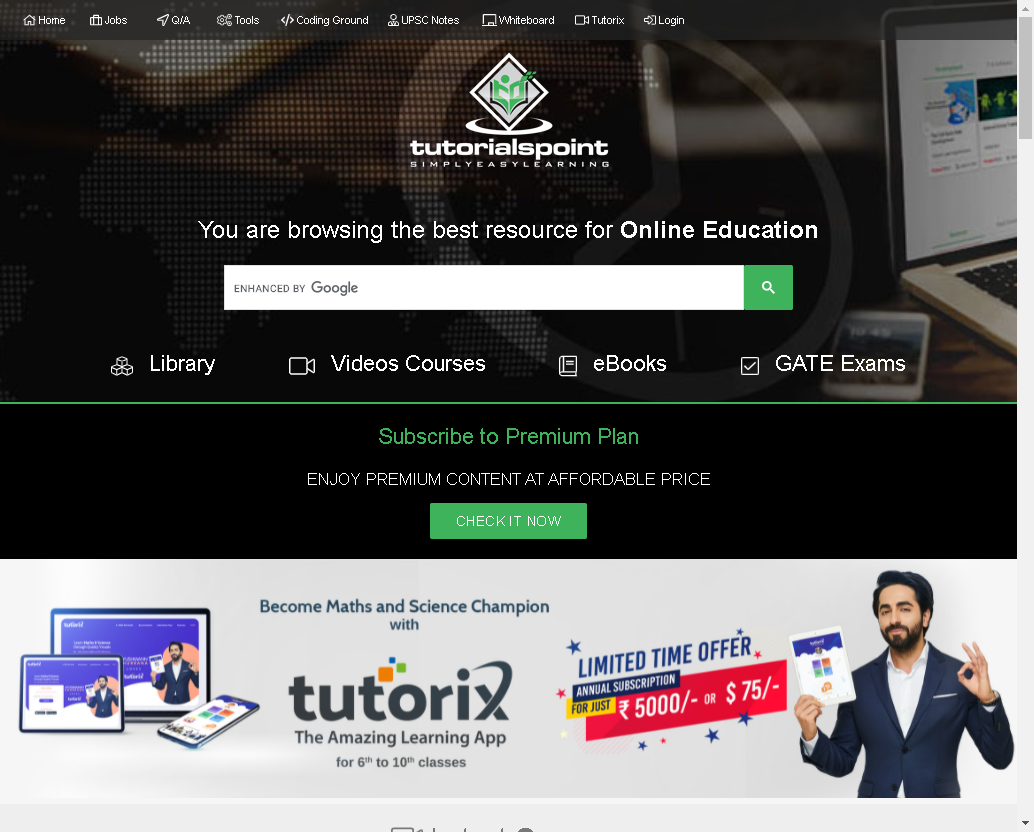 Home Jobs Q/A Tools Coding Ground UPSC Notes Whiteboard Tutorix Login
tutorialspoint
SIMPLYEASYLEARNING
You are browsing the best resource for Online Education
ENHANCED BY Google
Library Videos Courses eBooks GATE Exams
Subscribe to Premium Plan
ENJOY PREMIUM CONTENT AT AFFORDABLE PRICE
CHECK IT NOW
Become Maths and Science Champion
with
tutorix
The Amazing Learning App
for 6th to 10th classes
LIMITED TIME OFFER
ANNUAL SUBSCRIPTION
FOR JUST ₹ 5000/- OR $ 75/-
tutorix
tutorix
tutorix